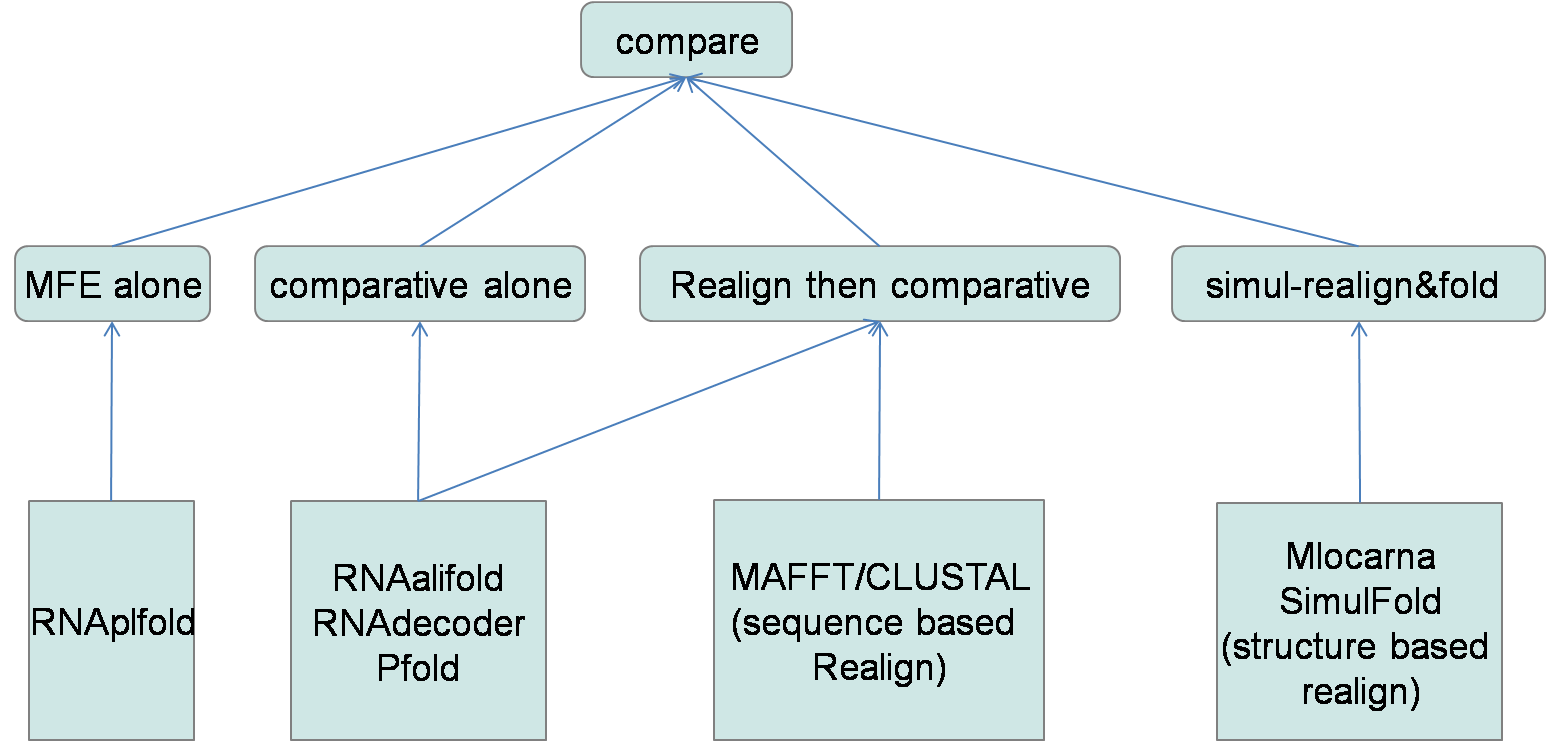 compare
MFE alone
comparative alone
Realign then comparative
simul-realign&fold
RNAplfold
RNAalifold
RNAdecoder
Pfold
MAFFT/CLUSTAL
(sequence based
Realign)
Mlocarna
SimulFold
(structure based
realign)